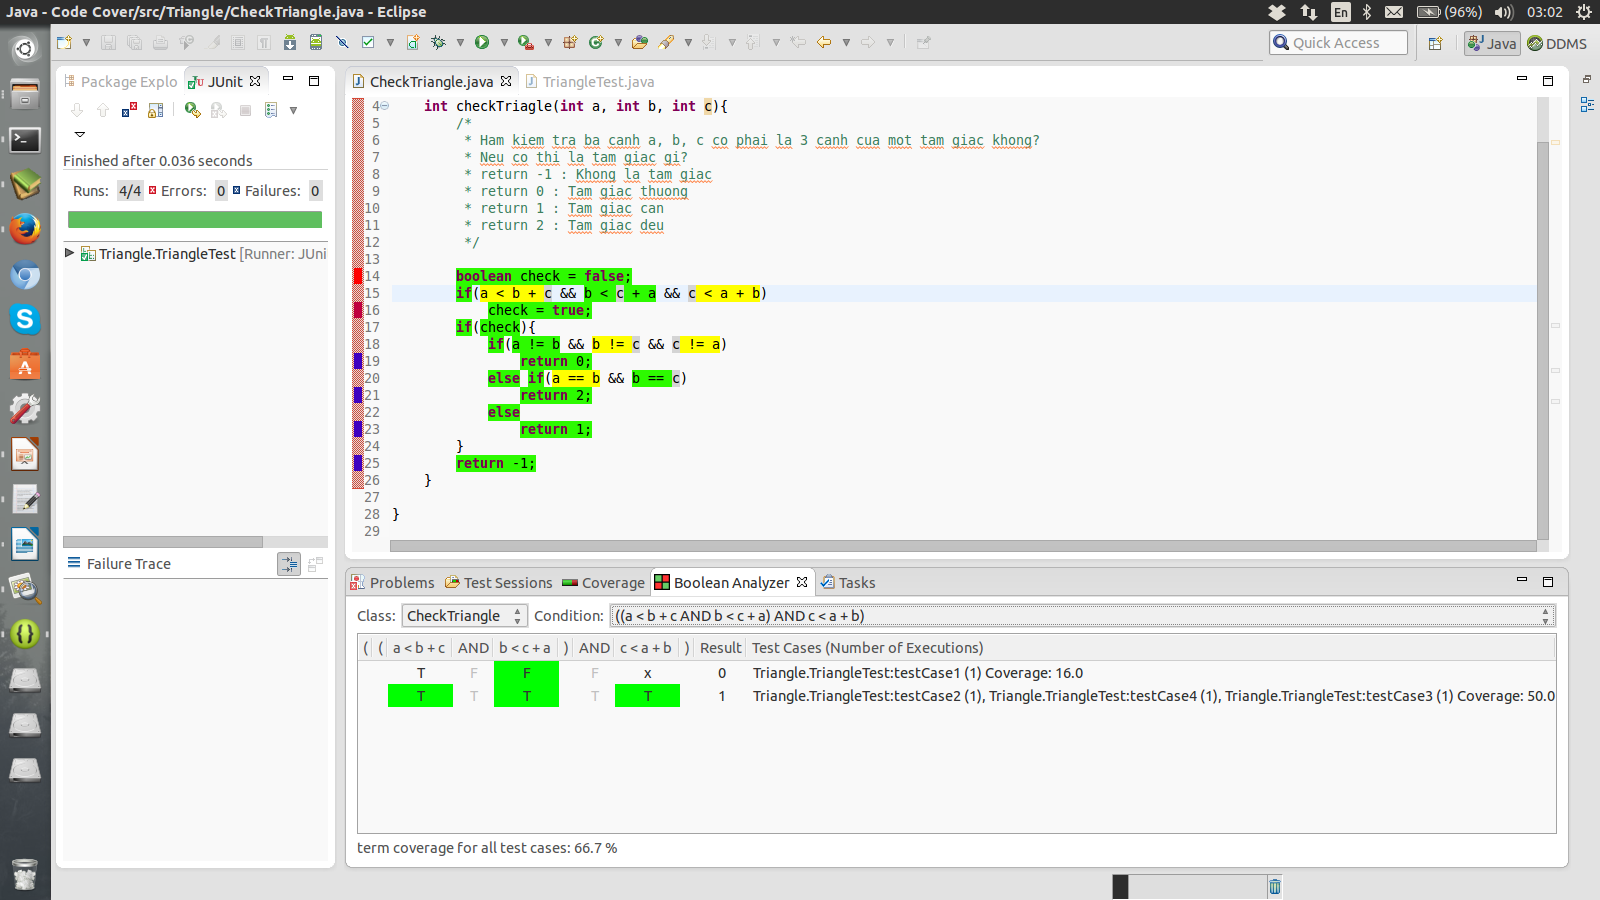 Java - Code Cover/src/Triangle/CheckTriangle.java - Eclipse
En (96%) 03:02
Quick Access Java DDMS
Package Explo JUnit
Finished after 0.036 seconds
Runs: 4/4 Errors: 0 Failures: 0
Triangle.TriangleTest [Runner: JUni
Failure Trace
CheckTriangle.java TriangleTest.java
4 int checkTriagle(int a, int b, int c){
5 /*
6 * Ham kiem tra ba canh a, b, c co phai la 3 canh cua mot tam giac khong?
7 * Neu co thi la tam giac gi?
8 * return -1 : Khong la tam giac
9 * return 0 : Tam giac thuong
10 * return 1 : Tam giac can
11 * return 2 : Tam giac deu
12 */
13
14 boolean check = false;
15 if(a < b + c && b < c + a && c < a + b)
16 check = true;
17 if(check){
18 if(a != b && b != c && c != a)
19 return 0;
20 else if(a == b && b == c)
21 return 2;
22 else
23 return 1;
24 }
25 return -1;
26 }
27
28 }
29
Problems Test Sessions Coverage Boolean Analyzer Tasks
Class: CheckTriangle Condition: ((a < b + c AND b < c + a) AND c < a + b)
( ( a < b + c AND b < c + a ) AND c < a + b ) Result Test Cases (Number of Executions)
T F F F x 0 Triangle.TriangleTest:testCase1 (1) Coverage: 16.0
T T T T T 1 Triangle.TriangleTest:testCase2 (1), Triangle.TriangleTest:testCase4 (1), Triangle.TriangleTest:testCase3 (1) Coverage: 50.0
term coverage for all test cases: 66.7 %